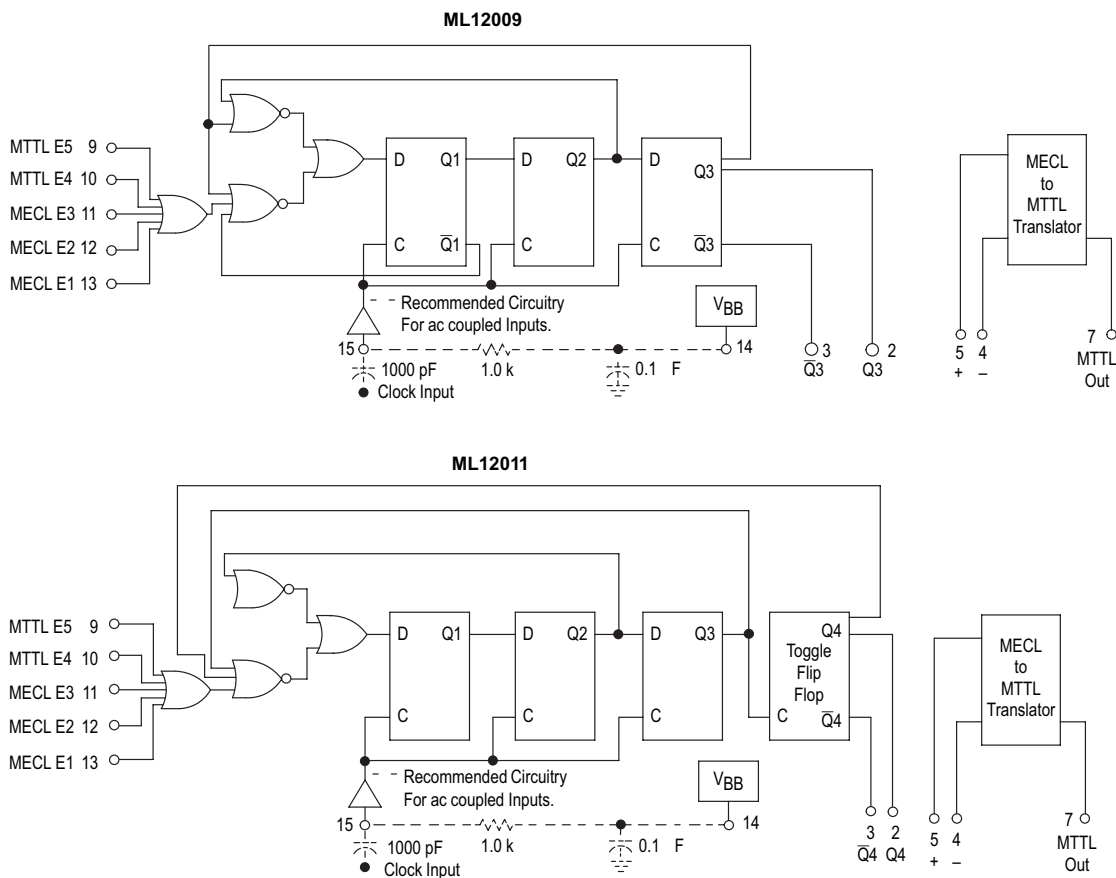 ML12009
MTTL E5 9
MTTL E4 10
MECL E3 11
MECL E2 12
MECL E1 13
D Q1
C Q̅1
D Q2
C
D Q3
C Q̅3
MECL
to
MTTL
Translator
Recommended Circuitry
For ac coupled Inputs.
VBB
15
14
1000 pF
1.0 k
0.1 F
Clock Input
3
Q̅3
2
Q3
5
+
4
–
7
MTTL
Out
ML12011
MTTL E5 9
MTTL E4 10
MECL E3 11
MECL E2 12
MECL E1 13
D Q1
C
D Q2
C
D Q3
C
Q4
Toggle
Flip
Flop
C Q̅4
MECL
to
MTTL
Translator
Recommended Circuitry
For ac coupled Inputs.
VBB
15
14
1000 pF
1.0 k
0.1 F
Clock Input
3
Q̅4
2
Q4
5
+
4
–
7
MTTL
Out